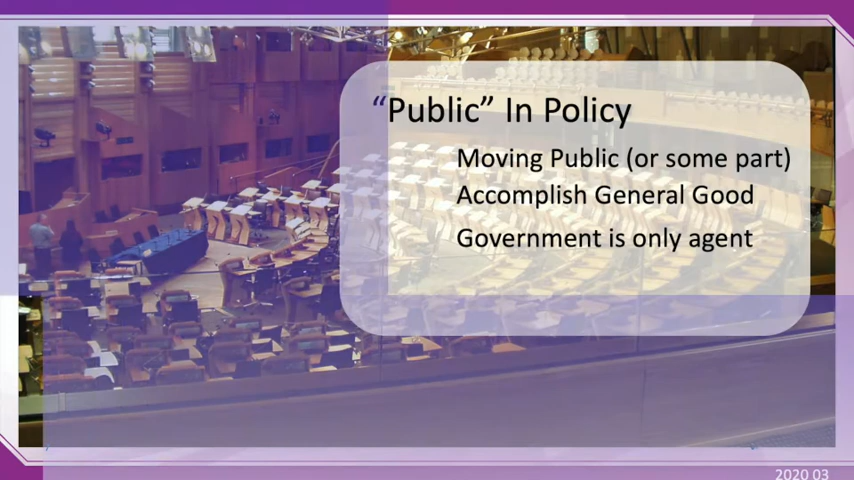 “Public” In Policy
Moving Public (or some part)
Accomplish General Good
Government is only agent
2020 03